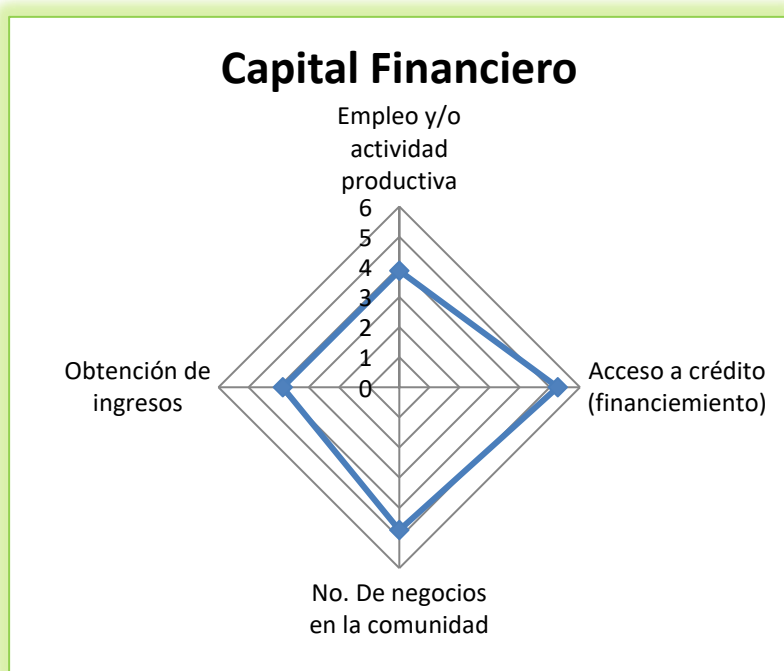 Capital Financiero
Empleo y/o
actividad
productiva
6
5
4
3
2
1
0
Obtención de
ingresos
Acceso a crédito
(financiemiento)
No. De negocios
en la comunidad